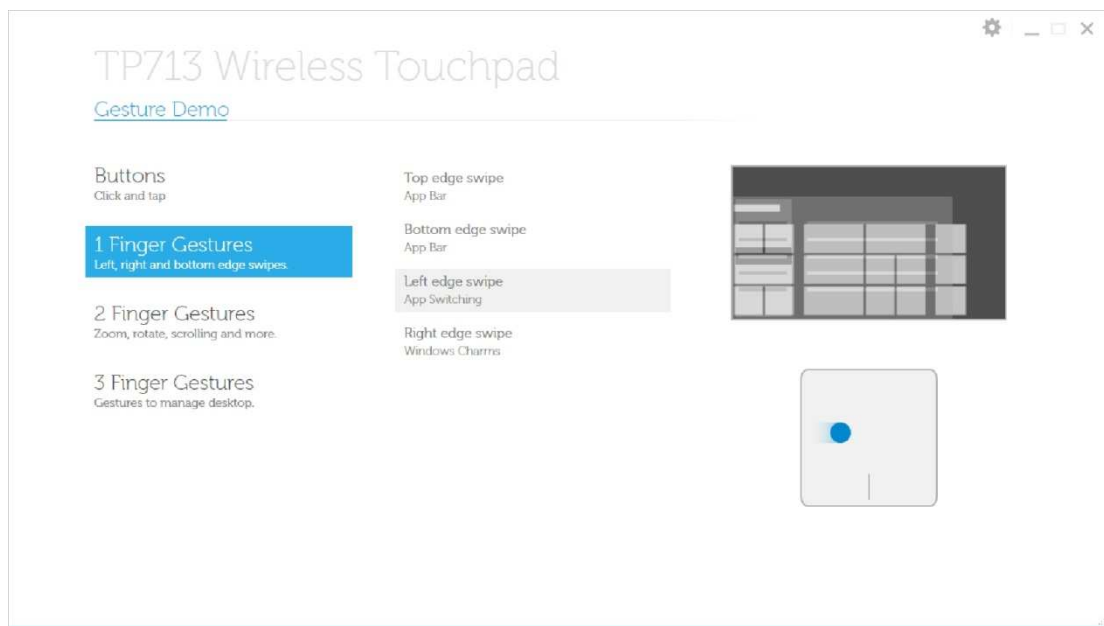 TP713 Wireless Touchpad
Gesture Demo
Buttons
Click and tap
1 Finger Gestures
Left, right and bottom edge swipes.
2 Finger Gestures
Zoom, rotate, scrolling and more.
3 Finger Gestures
Gestures to manage desktop.
Top edge swipe
App Bar
Bottom edge swipe
App Bar
Left edge swipe
App Switching
Right edge swipe
Windows Charms